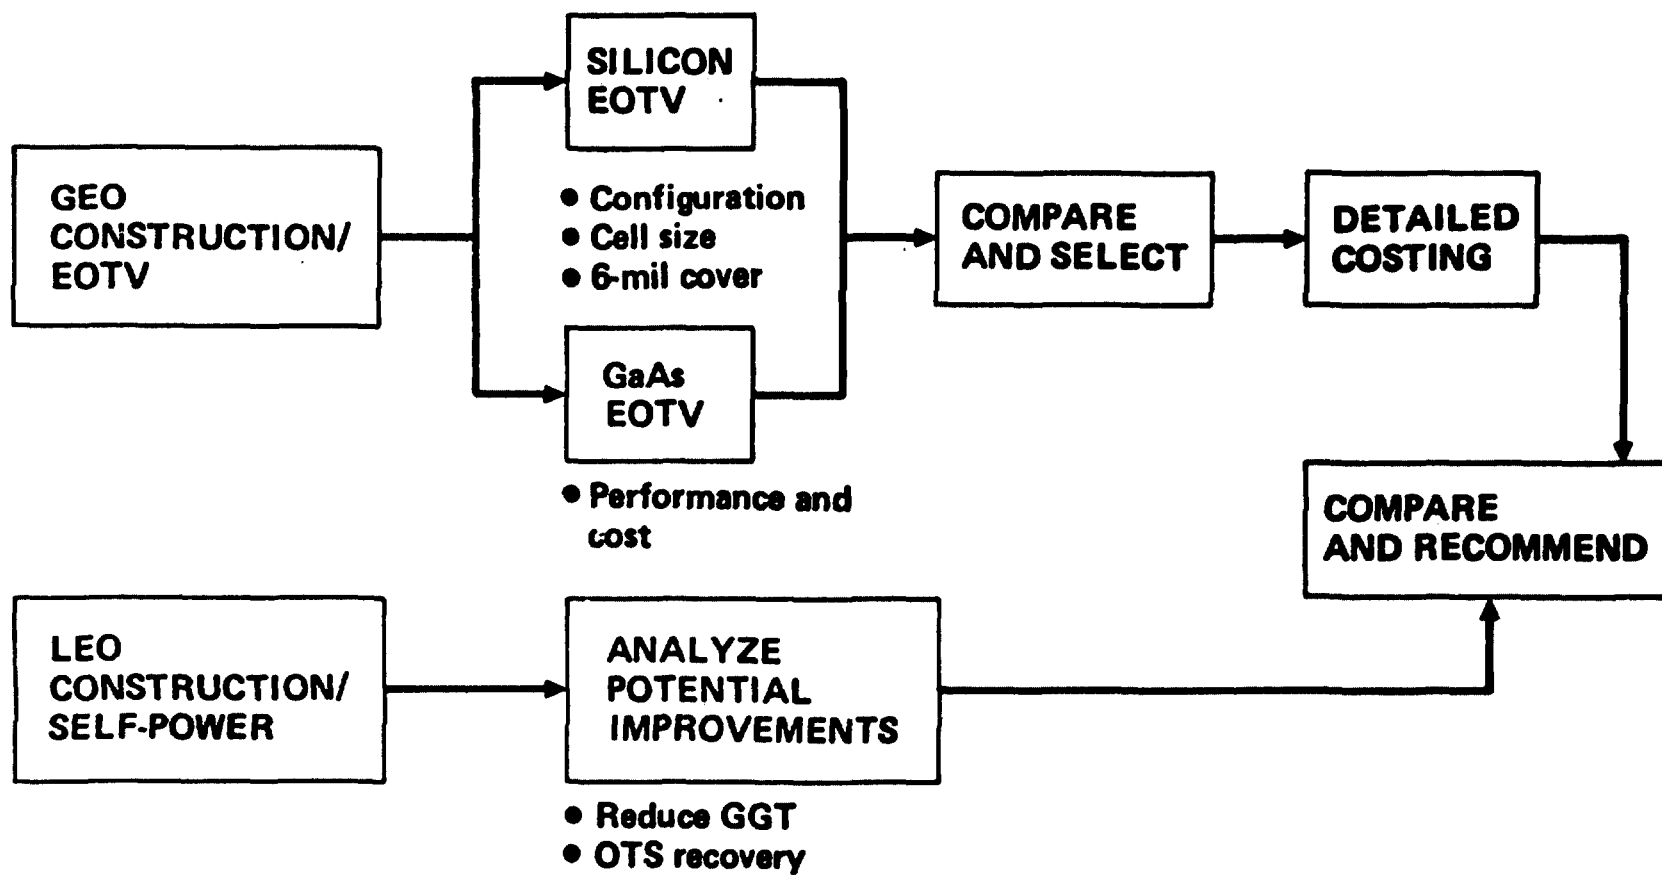 SILICON
EOTV
GEO
CONSTRUCTION/
EOTV
● Configuration
● Cell size
● 6-mil cover
COMPARE
AND SELECT
DETAILED
COSTING
GaAs
EOTV
● Performance and
cost
COMPARE
AND RECOMMEND
LEO
CONSTRUCTION/
SELF-POWER
ANALYZE
POTENTIAL
IMPROVEMENTS
● Reduce GGT
● OTS recovery